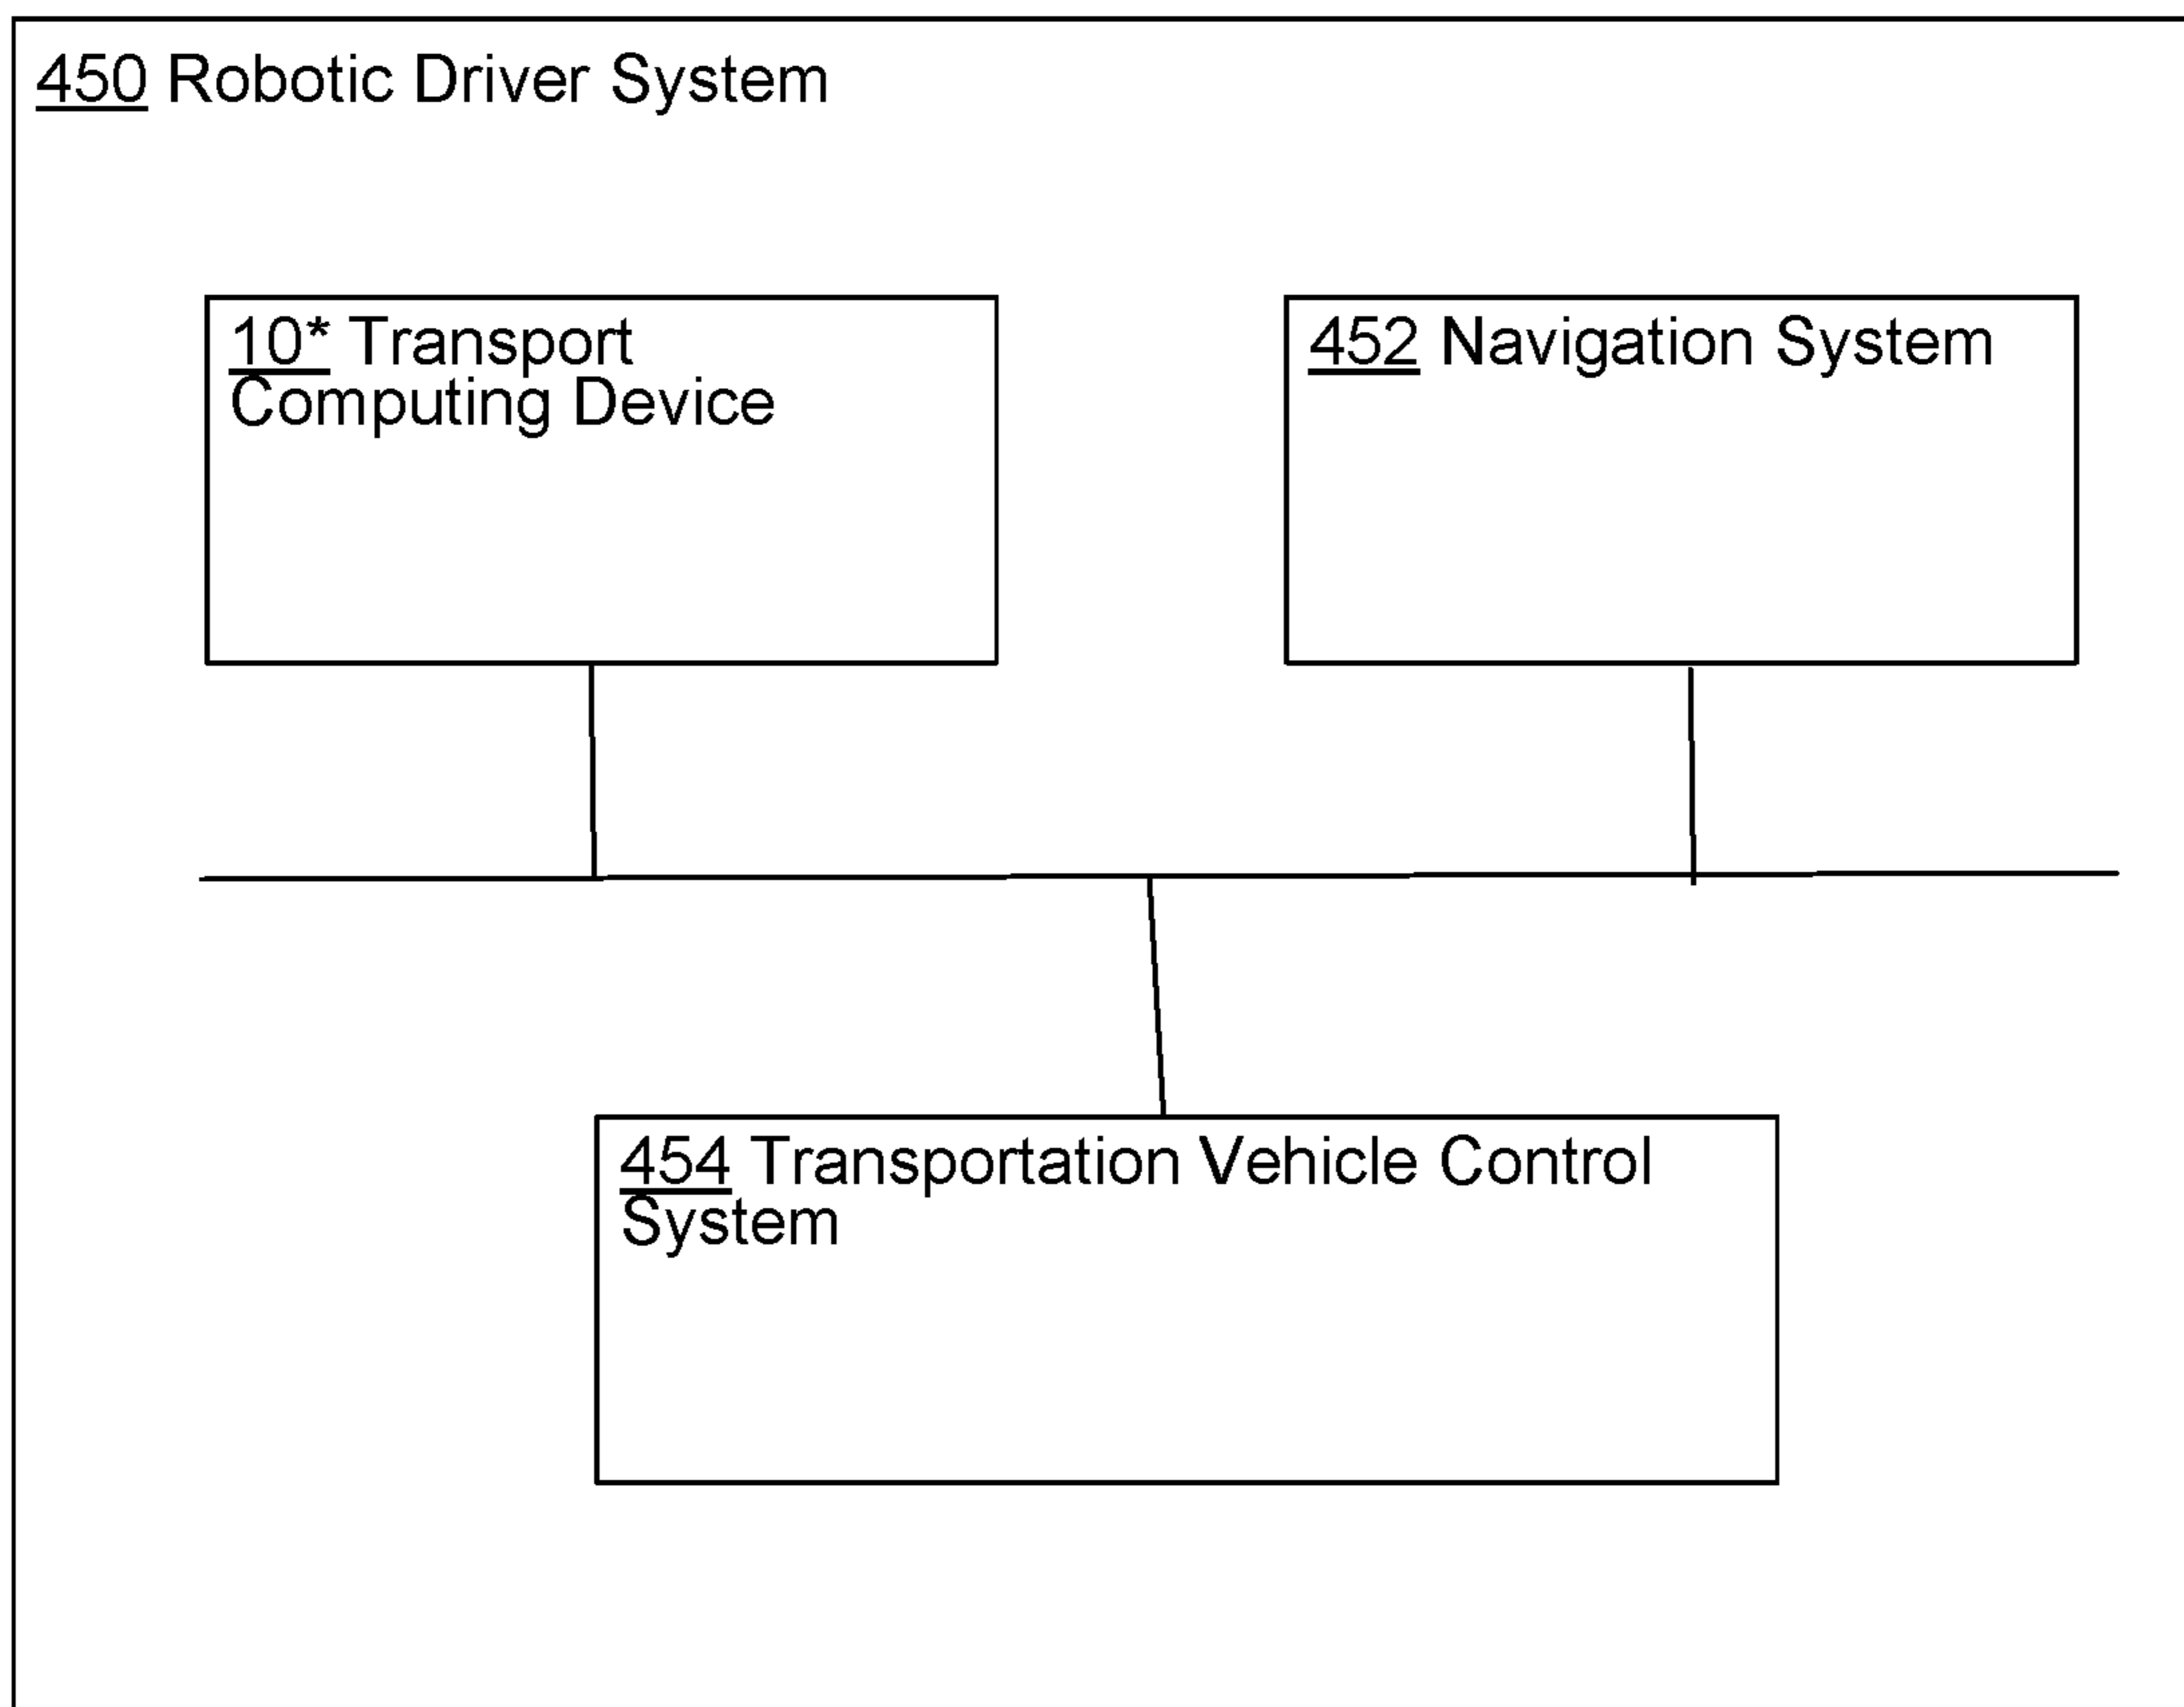 450 Robotic Driver System
10* Transport
Computing Device
452 Navigation System
454 Transportation Vehicle Control
System